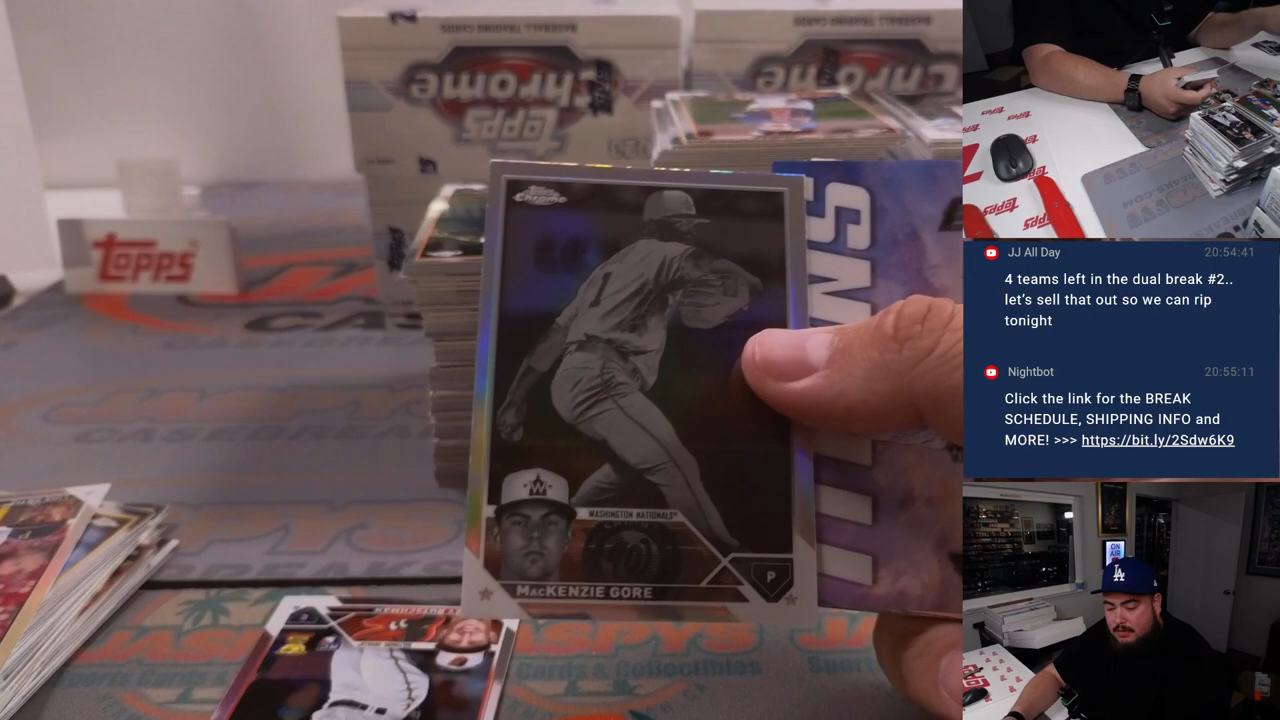 BASEBALL TRADING CARDS
Topps
Chrome
Chrome
Topps
Topps
Chrome
1
WASHINGTON NATIONALS
W
MACKENZIE GORE
P
JASPYS
CASEBREAKS
JASPYS
Sports Cards & Collectibles
JJ All Day 20:54:41
4 teams left in the dual break #2..
let's sell that out so we can rip
tonight
Nightbot 20:55:11
Click the link for the BREAK
SCHEDULE, SHIPPING INFO and
MORE! >>> https://bit.ly/2Sdw6K9
ON
AIR
LA